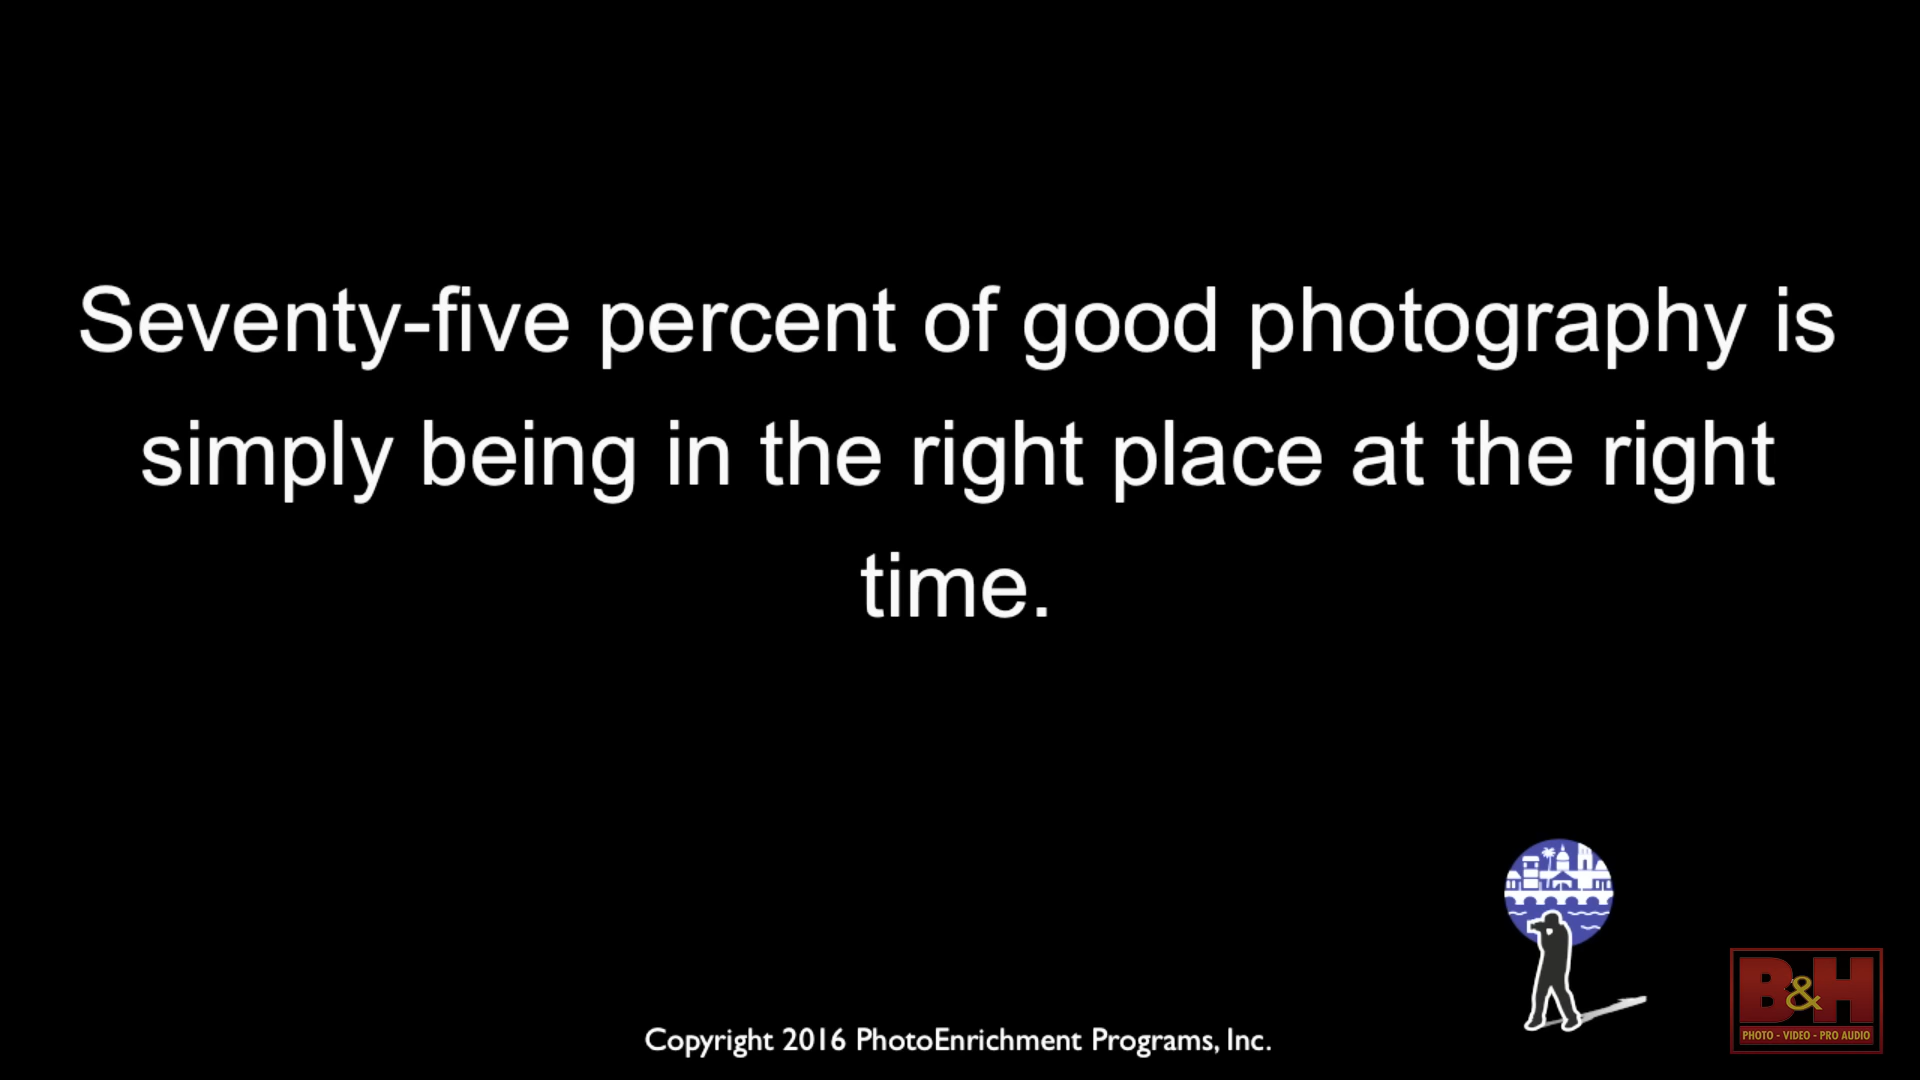 Seventy-five percent of good photography is
simply being in the right place at the right
time.
B&H
PHOTO - VIDEO - PRO AUDIO
Copyright 2016 PhotoEnrichment Programs, Inc.